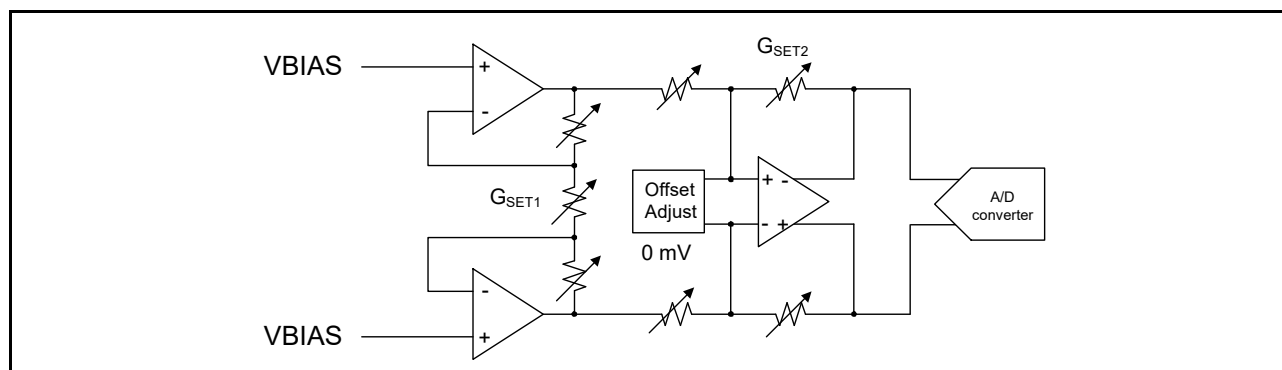 VBIAS
+
-
GSET2
GSET1
Offset
Adjust
0 mV
+ -
- +
A/D
converter
-
+
VBIAS